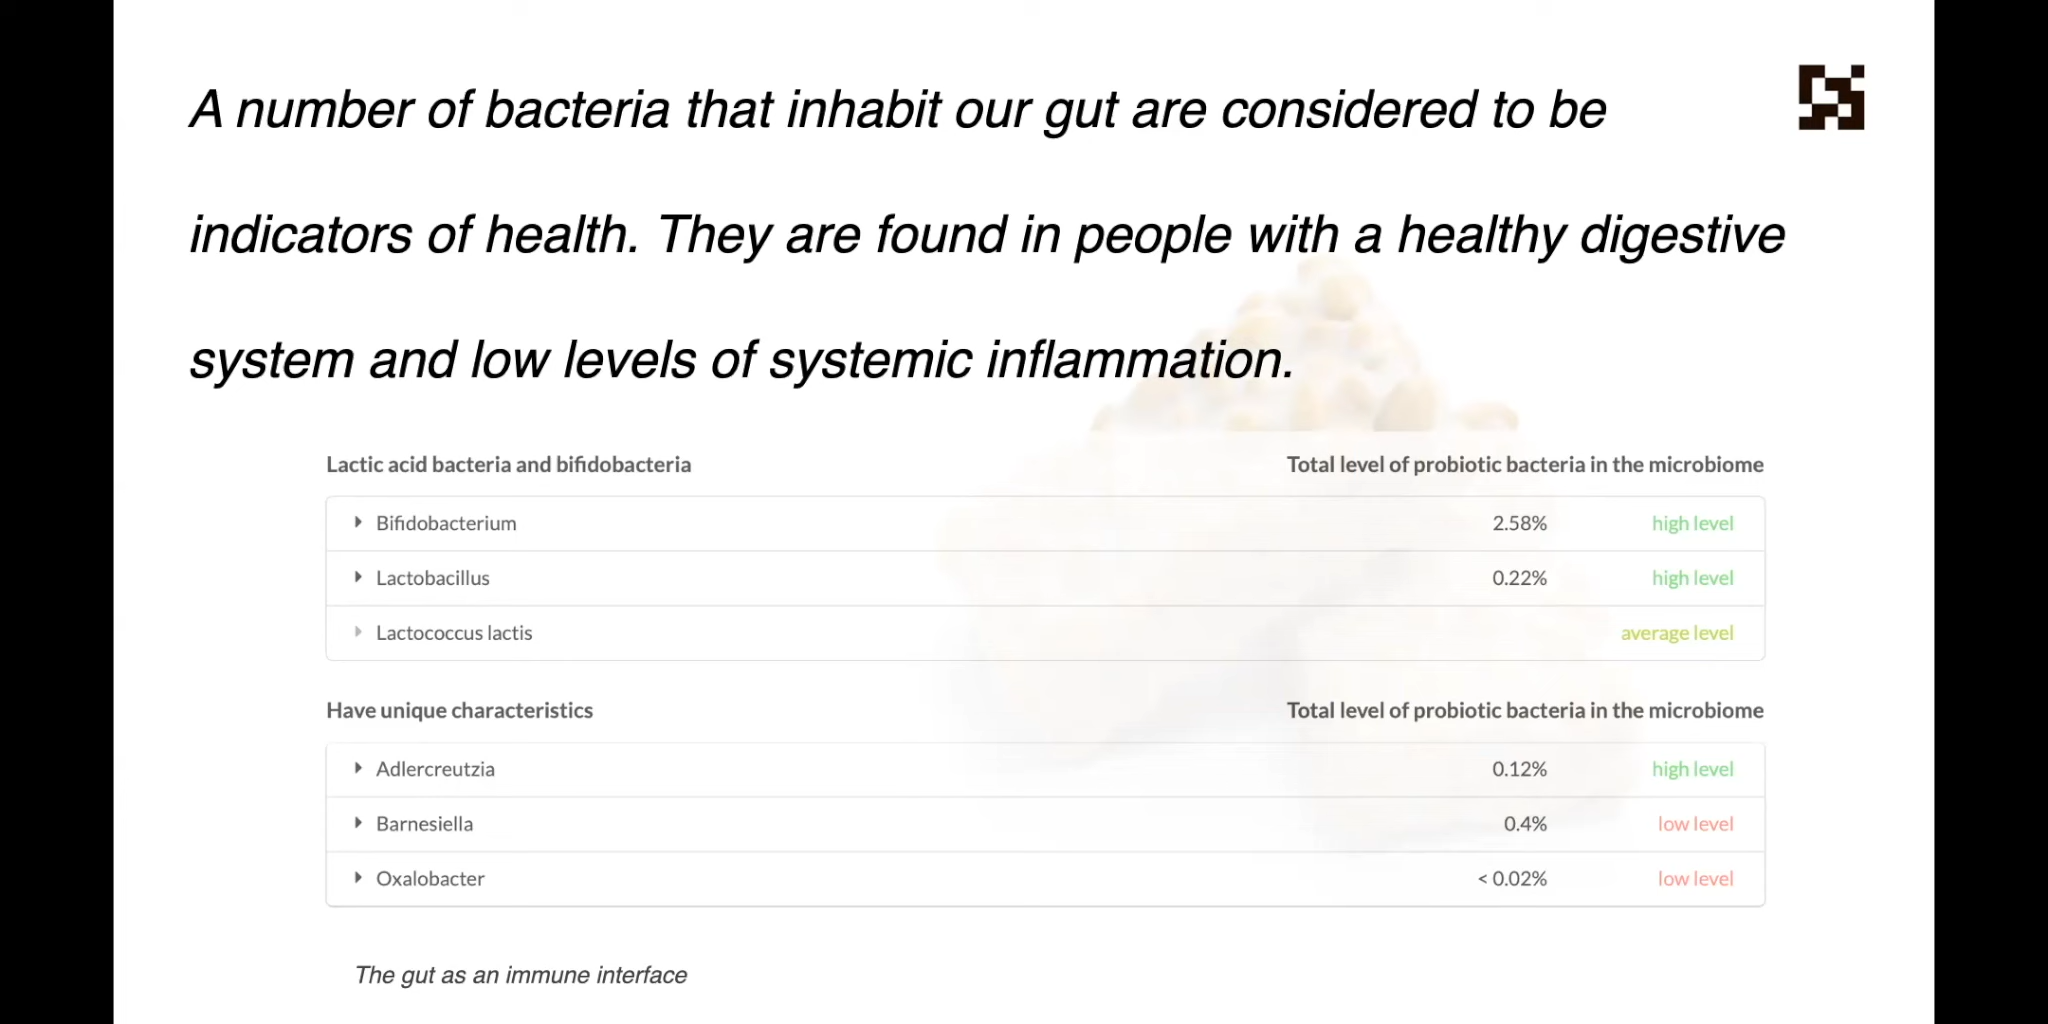 A number of bacteria that inhabit our gut are considered to be
indicators of health. They are found in people with a healthy digestive
system and low levels of systemic inflammation.
Lactic acid bacteria and bifidobacteria Total level of probiotic bacteria in the microbiome
Bifidobacterium 2.58% high level
Lactobacillus 0.22% high level
Lactococcus lactis average level
Have unique characteristics Total level of probiotic bacteria in the microbiome
Adlercreutzia 0.12% high level
Barnesiella 0.4% low level
Oxalobacter < 0.02% low level
The gut as an immune interface